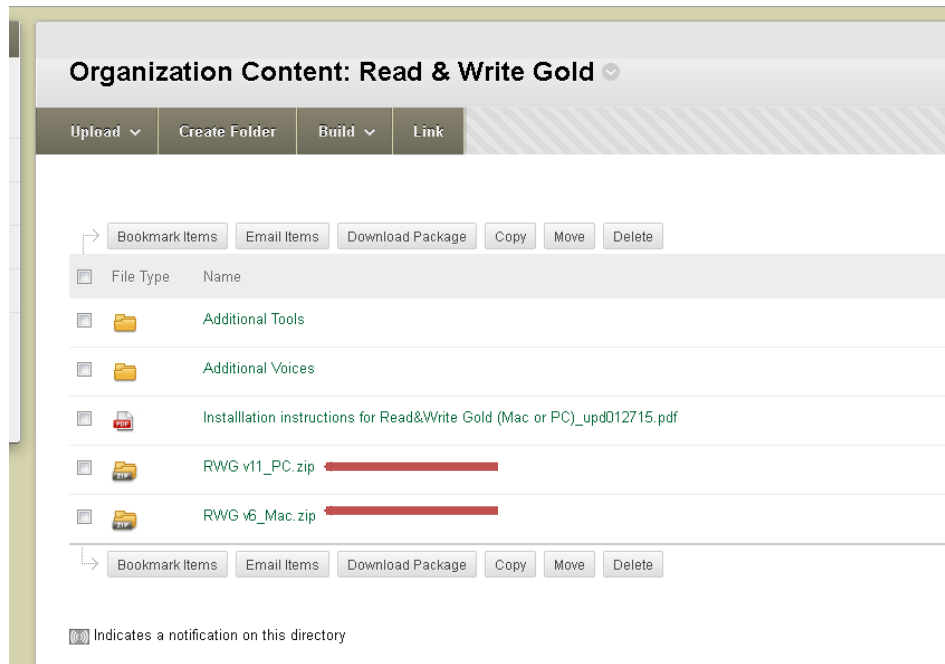 Organization Content: Read & Write Gold
Upload Create Folder Build Link
Bookmark Items Email Items Download Package Copy Move Delete
File Type Name
Additional Tools
Additional Voices
PDF Installlation instructions for Read&Write Gold (Mac or PC)_upd012715.pdf
ZIP RWG v11_PC.zip
ZIP RWG v6_Mac.zip
Bookmark Items Email Items Download Package Copy Move Delete
Indicates a notification on this directory